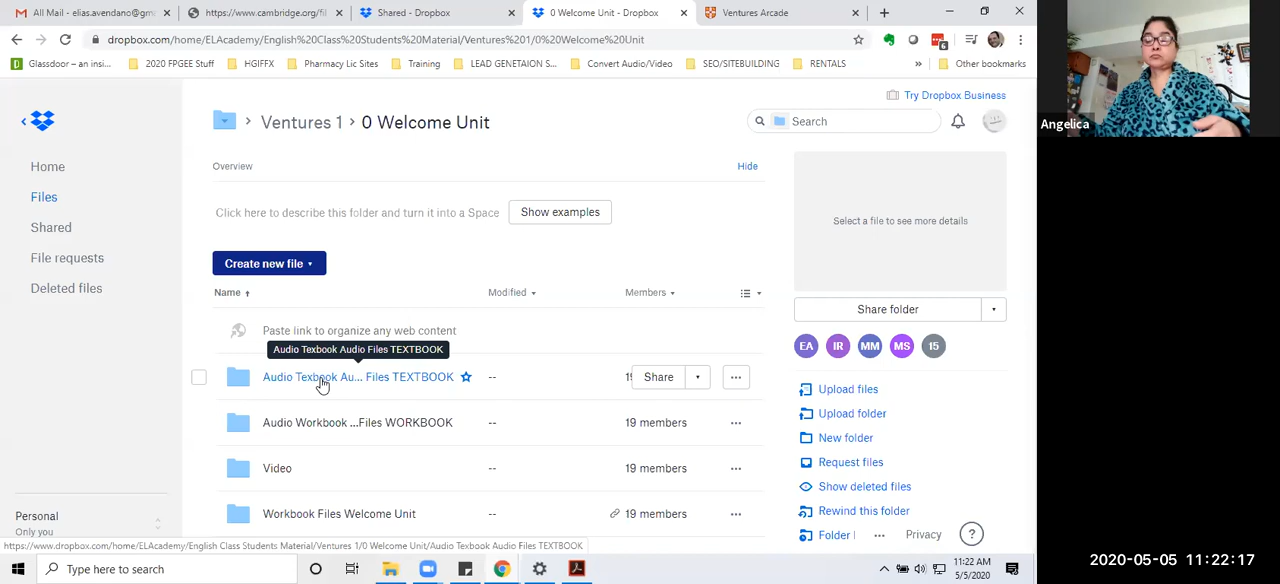 All Mail - elias.avendano@gm
https://www.cambridge.org/fil
Shared - Dropbox
0 Welcome Unit - Dropbox
Ventures Arcade
dropbox.com/home/ELAcademy/English%20Class%20Students%20Material/Ventures%201/0%20Welcome%20Unit
6
Glassdoor – an insi...
2020 FPGEE Stuff
HGIFFX
Pharmacy Lic Sites
Training
LEAD GENETAION S...
Convert Audio/Video
SEO/SITEBUILDING
RENTALS
»
Other bookmarks
Try Dropbox Business
Ventures 1 > 0 Welcome Unit
Search
Angelica
Home
Files
Shared
File requests
Deleted files
Personal
Only you
Overview
Hide
Click here to describe this folder and turn it into a Space
Show examples
Create new file
Name
Modified
Members
Paste link to organize any web content
Audio Texbook Audio Files TEXTBOOK
Audio Texbook Au... Files TEXTBOOK
--
19
Share
Audio Workbook ...Files WORKBOOK
--
19 members
Video
--
19 members
Workbook Files Welcome Unit
--
19 members
Select a file to see more details
Share folder
EA
IR
MM
MS
15
Upload files
Upload folder
New folder
Request files
Show deleted files
Rewind this folder
Folder
Privacy
?
https://www.dropbox.com/home/ELAcademy/English Class Students Material/Ventures 1/0 Welcome Unit/Audio Texbook Audio Files TEXTBOOK
Type here to search
11:22 AM
5/5/2020
2020-05-05 11:22:17